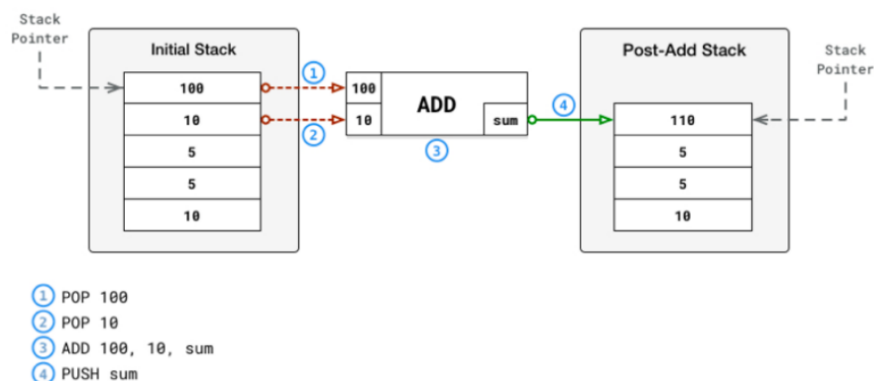 Stack
Pointer
Initial Stack
100
10
5
5
10
1
2
100
10
ADD
sum
3
4
Post-Add Stack
110
5
5
10
Stack
Pointer
1 POP 100
2 POP 10
3 ADD 100, 10, sum
4 PUSH sum